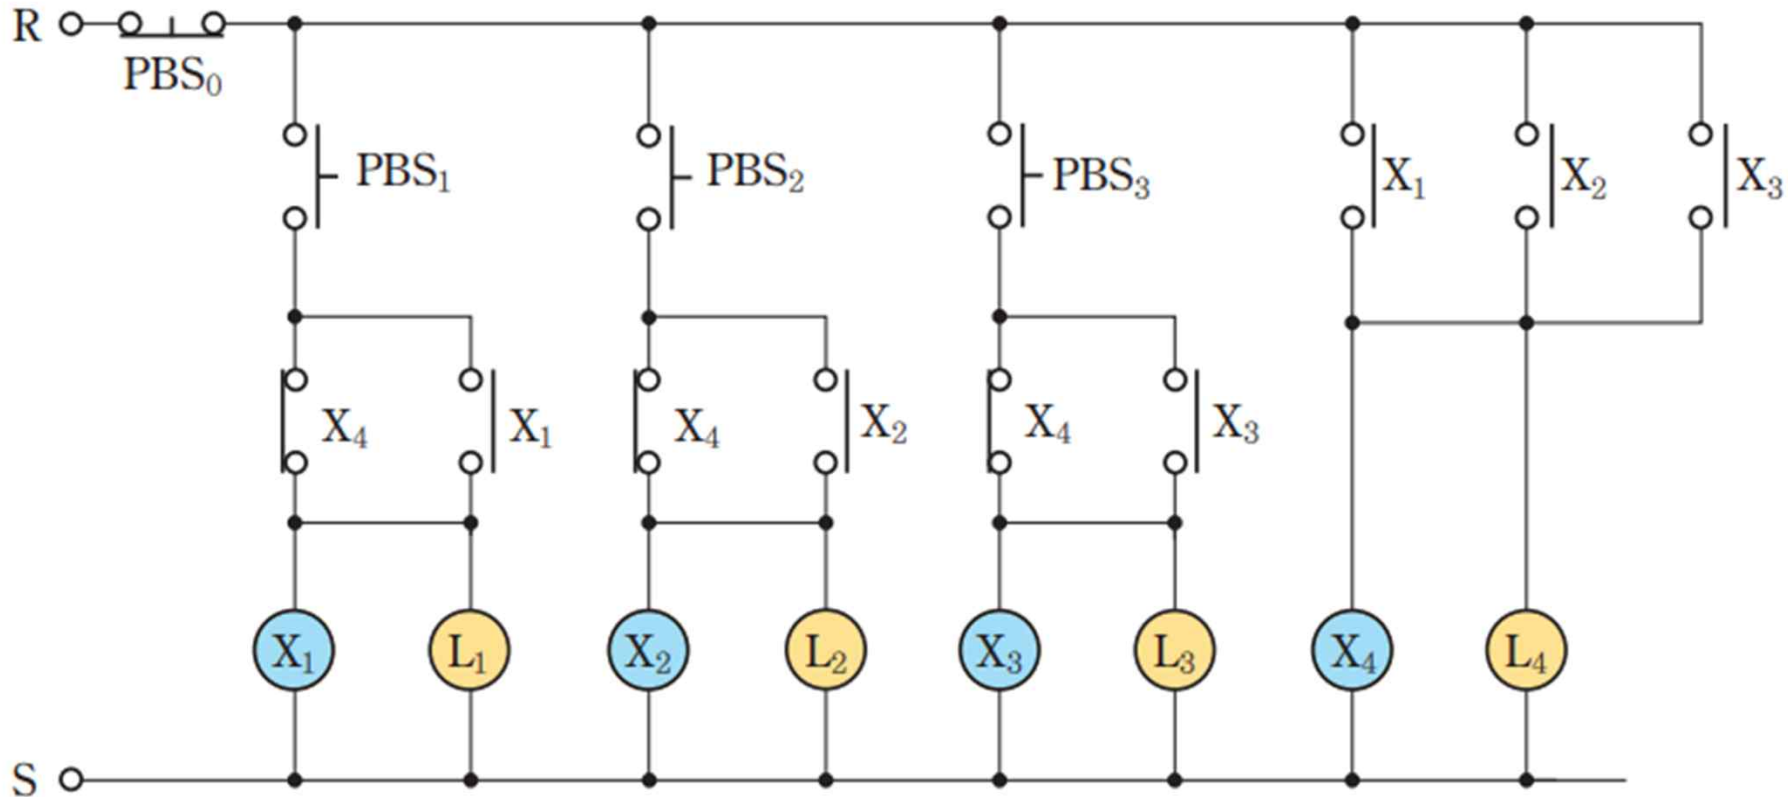 R
PBS₀
PBS₁
PBS₂
PBS₃
X₁
X₂
X₃
X₄
X₁
X₄
X₂
X₄
X₃
X₁
L₁
X₂
L₂
X₃
L₃
X₄
L₄
S